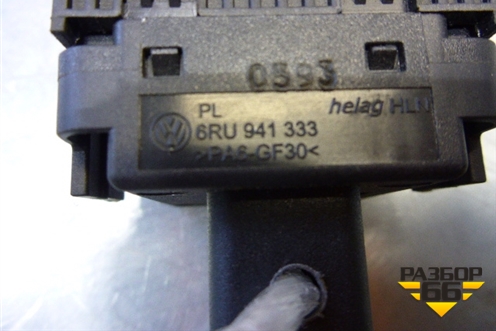 0593
PL helag HLN
6RU 941 333
>PA6-GF30<
РАЗБОР
66